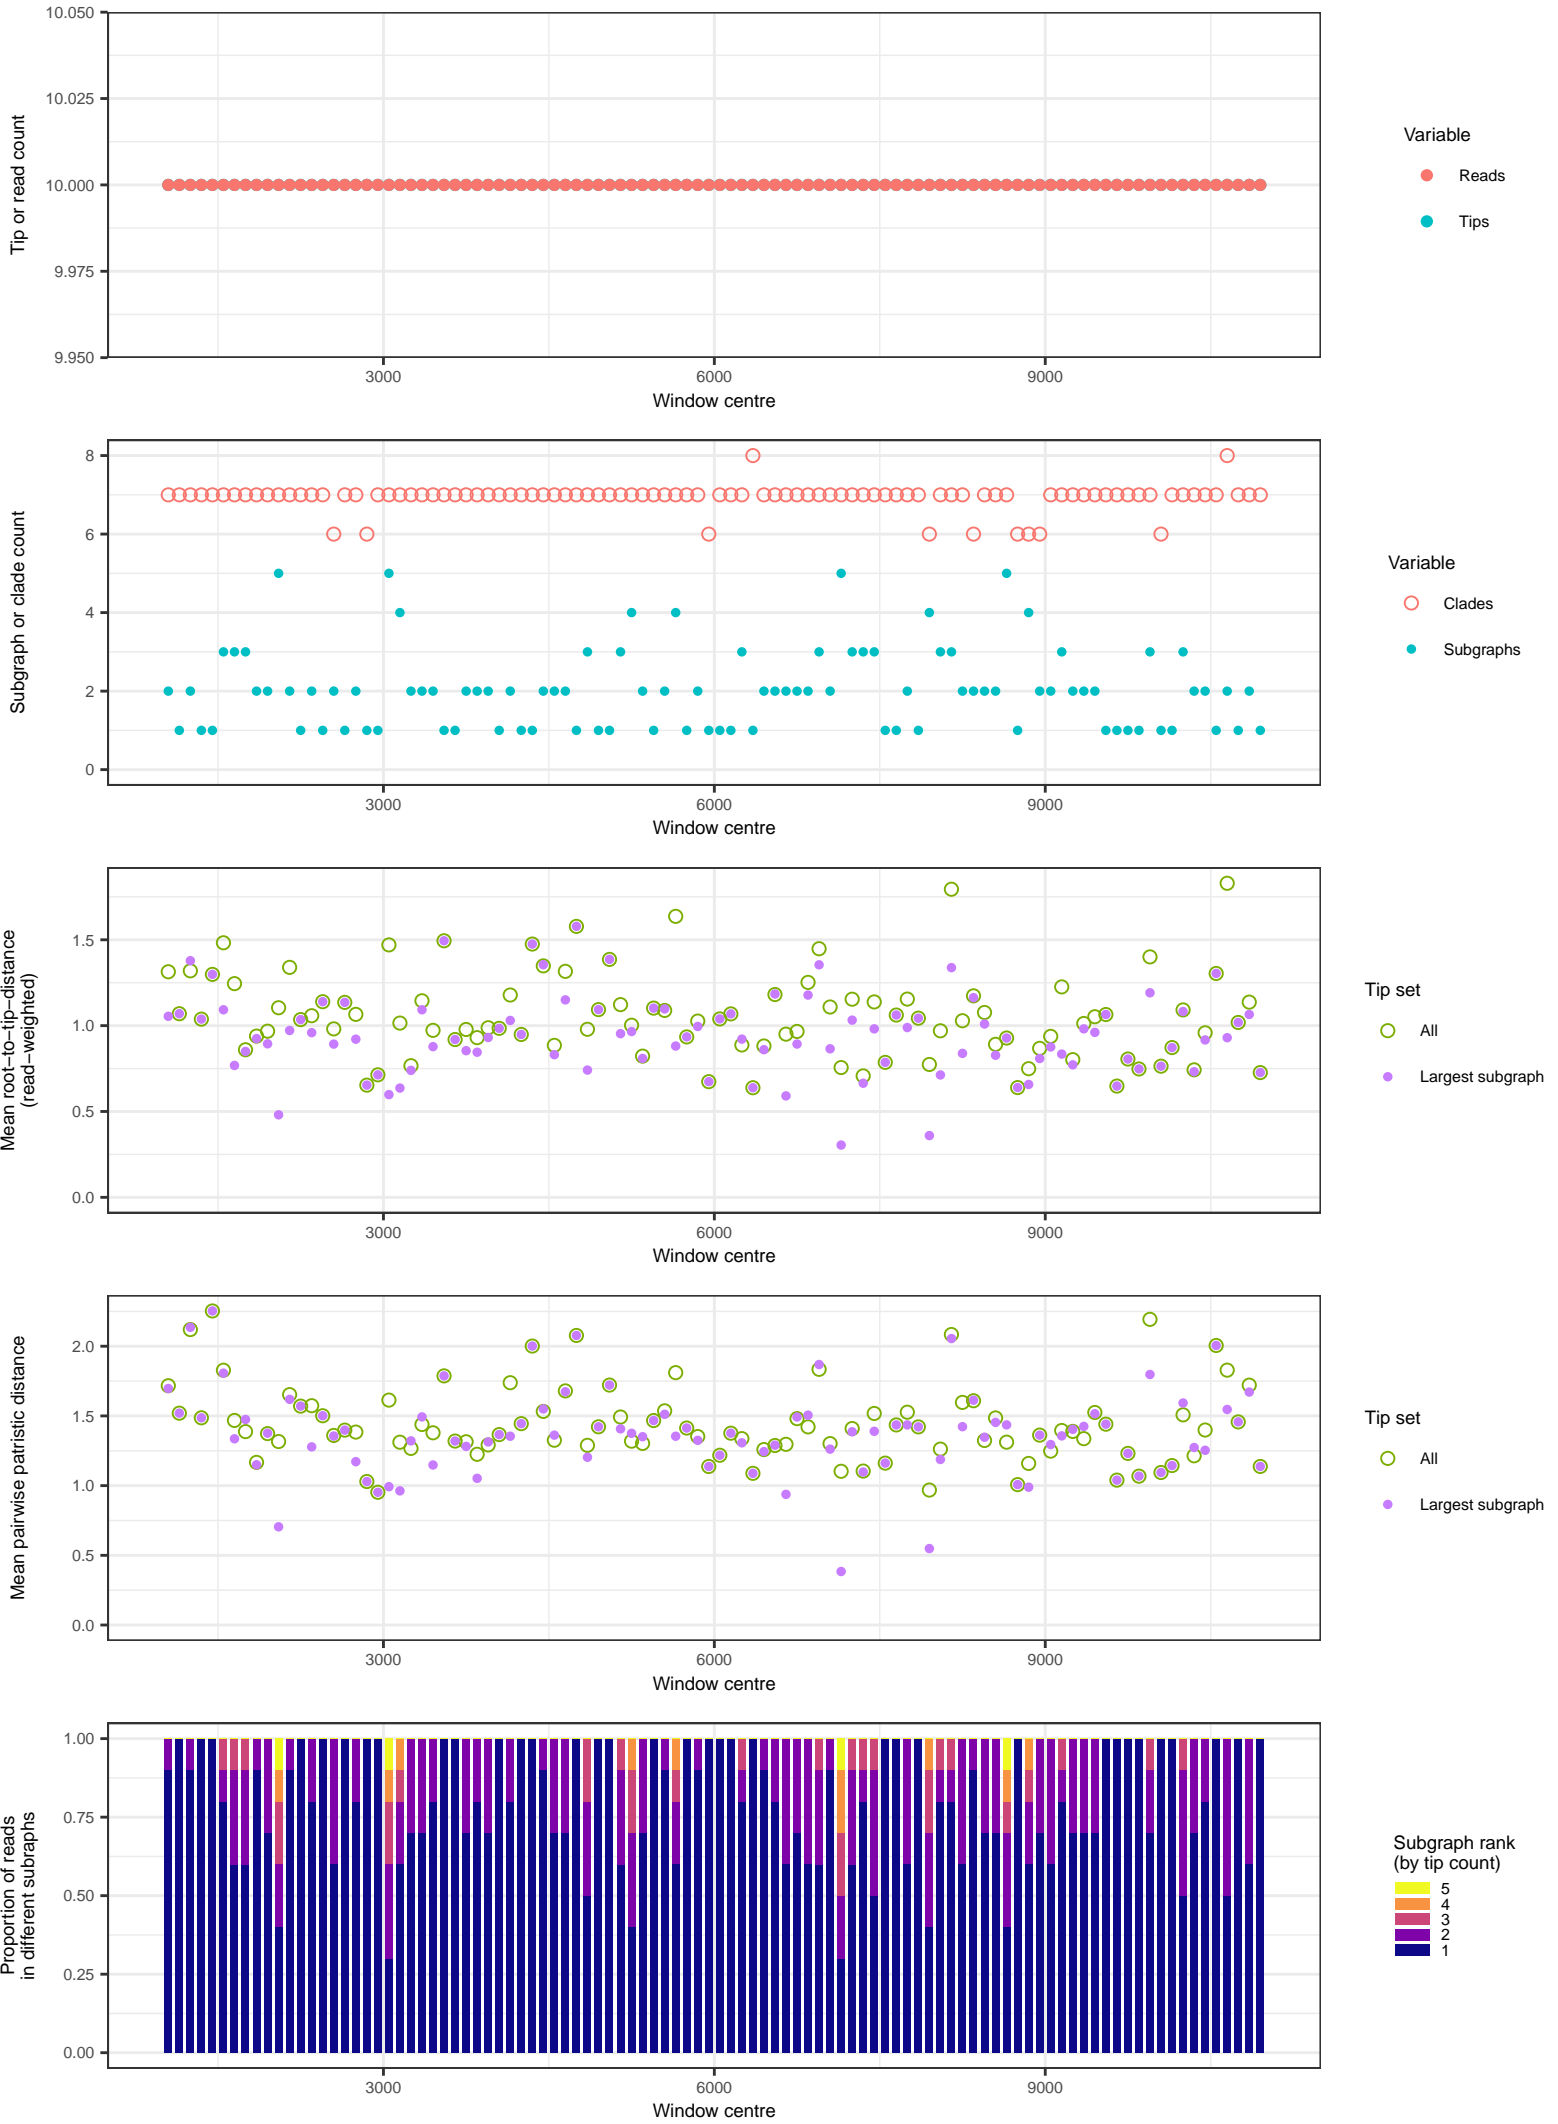 10.050
10.025
10.000
9.975
9.950
Tip or read count
3000
6000
9000
Window centre
Variable
Reads
Tips
8
6
4
2
0
Subgraph or clade count
3000
6000
9000
Window centre
Variable
Clades
Subgraphs
1.5
1.0
0.5
0.0
Mean root−to−tip−distance
(read−weighted)
3000
6000
9000
Window centre
Tip set
All
Largest subgraph
2.0
1.5
1.0
0.5
0.0
Mean pairwise patristic distance
3000
6000
9000
Window centre
Tip set
All
Largest subgraph
1.00
0.75
0.50
0.25
0.00
Proportion of reads
in different subraphs
3000
6000
9000
Window centre
Subgraph rank
(by tip count)
5
4
3
2
1